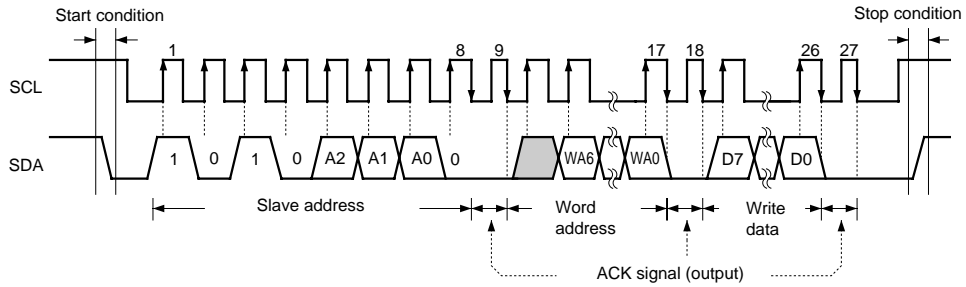 Start condition
Stop condition
1 8 9 17 18 26 27
SCL
SDA
1 0 1 0 A2 A1 A0 0 WA6 WA0 D7 D0
Slave address
Word address
Write data
ACK signal (output)